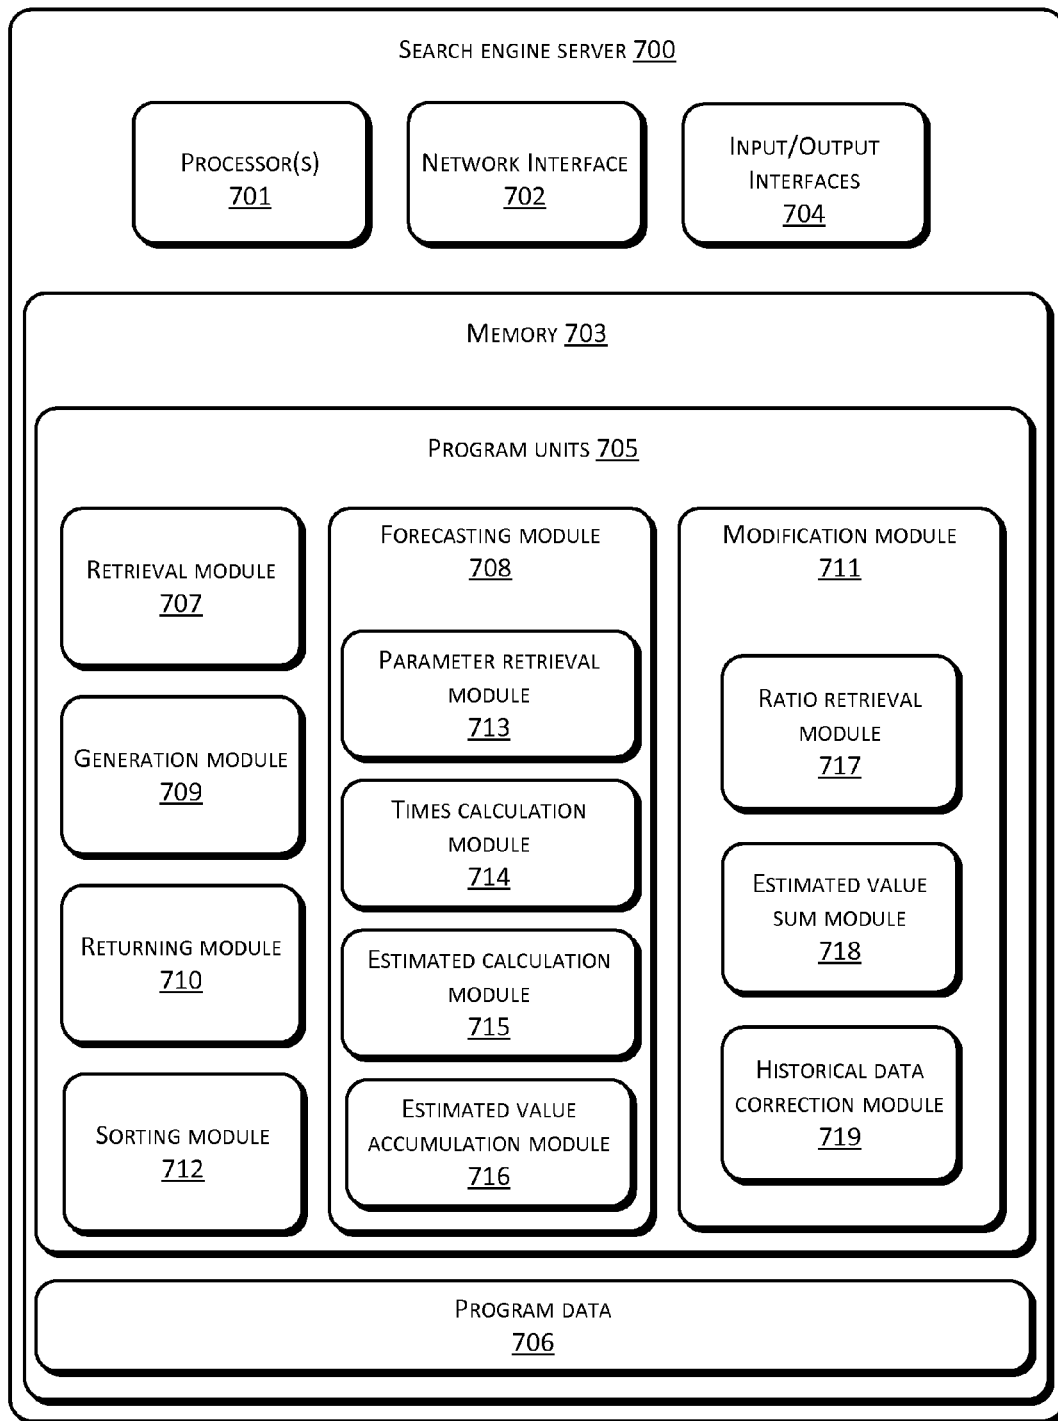 SEARCH ENGINE SERVER 700
PROCESSOR(S)
701
NETWORK INTERFACE
702
INPUT/OUTPUT
INTERFACES
704
MEMORY 703
PROGRAM UNITS 705
RETRIEVAL MODULE
707
GENERATION MODULE
709
RETURNING MODULE
710
SORTING MODULE
712
FORECASTING MODULE
708
PARAMETER RETRIEVAL
MODULE
713
TIMES CALCULATION
MODULE
714
ESTIMATED CALCULATION
MODULE
715
ESTIMATED VALUE
ACCUMULATION MODULE
716
MODIFICATION MODULE
711
RATIO RETRIEVAL
MODULE
717
ESTIMATED VALUE
SUM MODULE
718
HISTORICAL DATA
CORRECTION MODULE
719
PROGRAM DATA
706